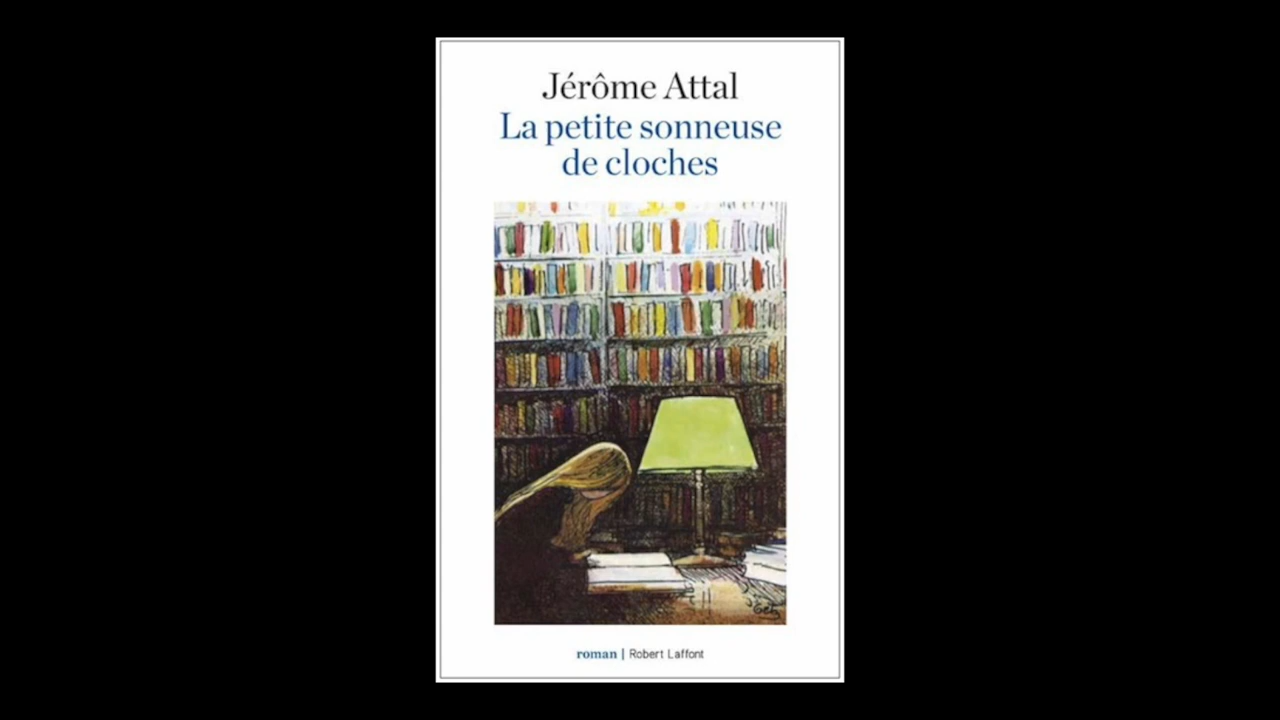 Jérôme Attal
La petite sonneuse
de cloches
roman | Robert Laffont